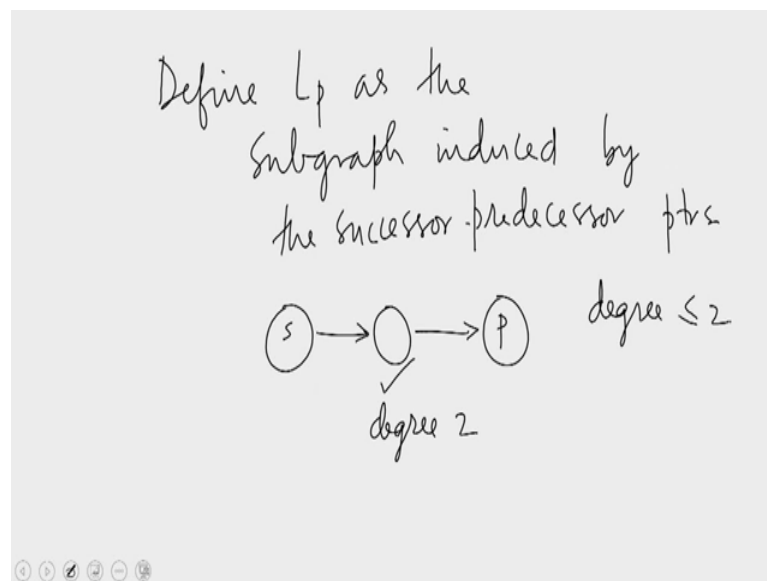 Define Lp as the
subgraph induced by
the successor-predecessor ptrs
degree ≤ 2
s p
degree 2